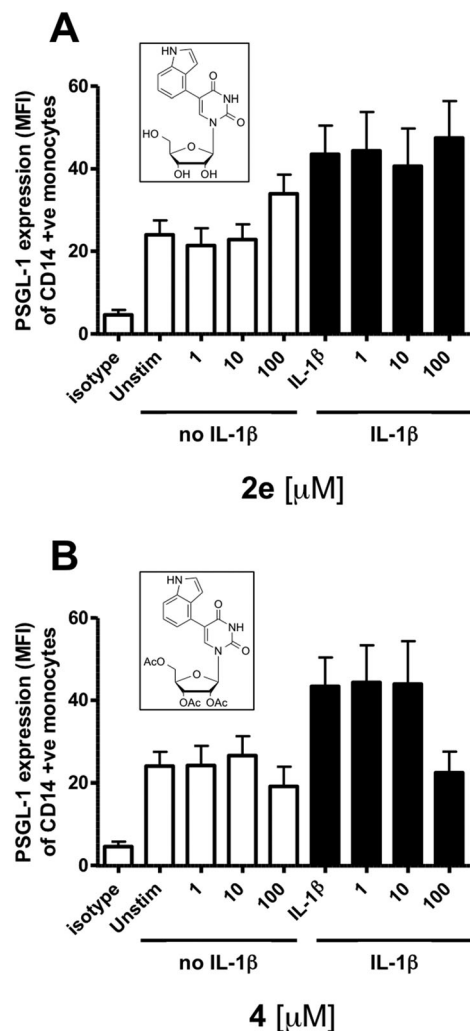 A
PSGL-1 expression (MFI)
of CD14 +ve monocytes
60
40
20
0
HN
O
NH
N
O
HO
O
OH OH
isotype
Unstim
1
10
100
IL-1β
1
10
100
no IL-1β
IL-1β
2e [μM]
B
PSGL-1 expression (MFI)
of CD14 +ve monocytes
60
40
20
0
HN
O
NH
N
O
AcO
O
OAc OAc
isotype
Unstim
1
10
100
IL-1β
1
10
100
no IL-1β
IL-1β
4 [μM]